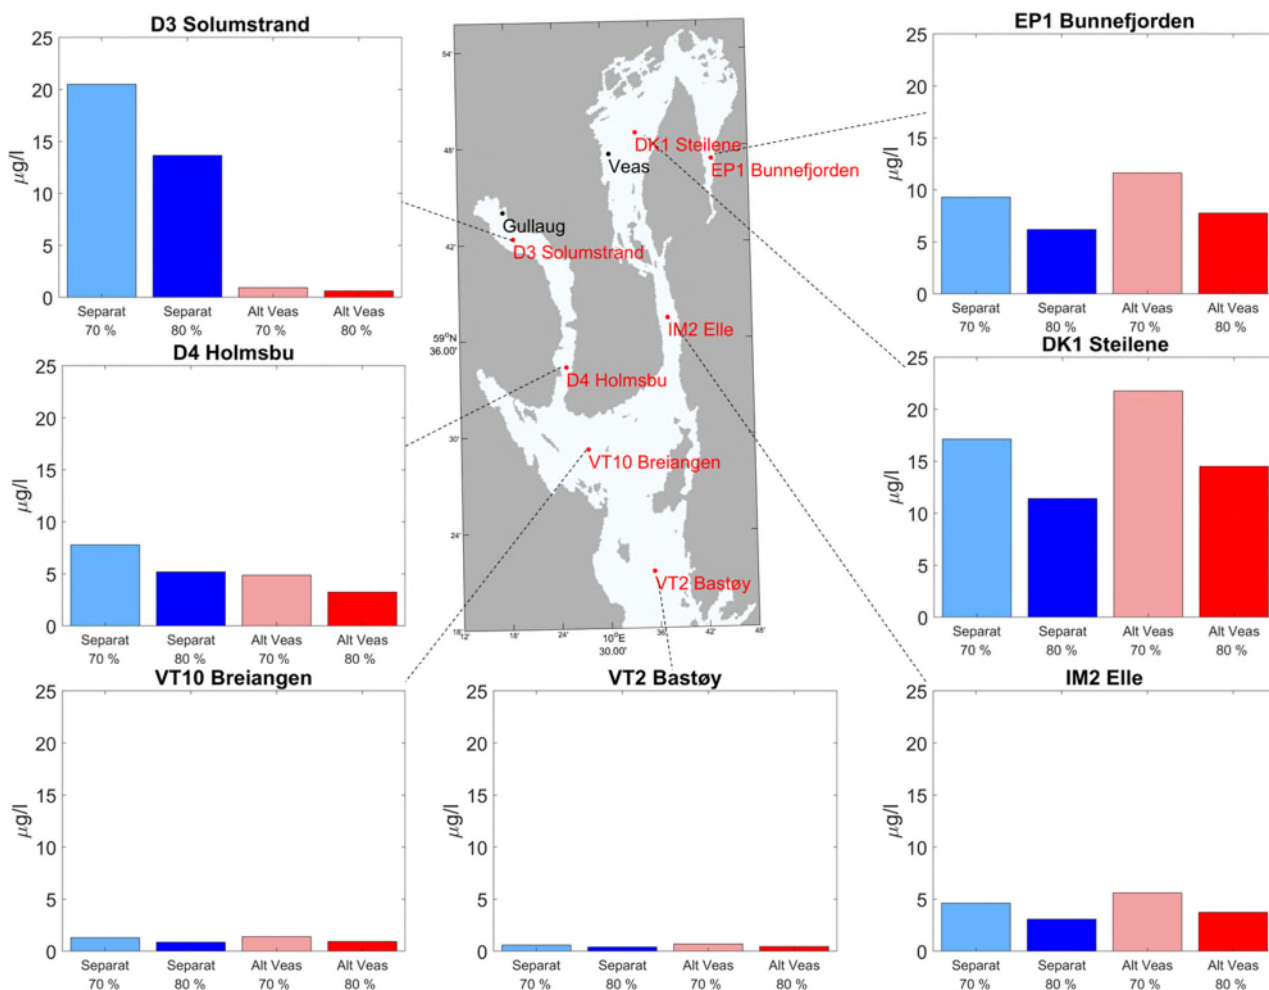 D3 Solumstrand
25
20
15
10
5
0
μg/l
Separat Separat Alt Veas Alt Veas
70 % 80 % 70 % 80 %
D4 Holmsbu
25
20
15
10
5
0
μg/l
Separat Separat Alt Veas Alt Veas
70 % 80 % 70 % 80 %
VT10 Breiangen
25
20
15
10
5
0
μg/l
Separat Separat Alt Veas Alt Veas
70 % 80 % 70 % 80 %
54'
48'
42'
59°N
36.00'
30'
24'
18'
12'
18'
24'
10°E
30.00'
36'
42'
48'
DK1 Steilene
Veas
EP1 Bunnefjorden
Gullaug
D3 Solumstrand
IM2 Elle
D4 Holmsbu
VT10 Breiangen
VT2 Bastøy
VT2 Bastøy
25
20
15
10
5
0
μg/l
Separat Separat Alt Veas Alt Veas
70 % 80 % 70 % 80 %
EP1 Bunnefjorden
25
20
15
10
5
0
μg/l
Separat Separat Alt Veas Alt Veas
70 % 80 % 70 % 80 %
DK1 Steilene
25
20
15
10
5
0
μg/l
Separat Separat Alt Veas Alt Veas
70 % 80 % 70 % 80 %
IM2 Elle
25
20
15
10
5
0
μg/l
Separat Separat Alt Veas Alt Veas
70 % 80 % 70 % 80 %